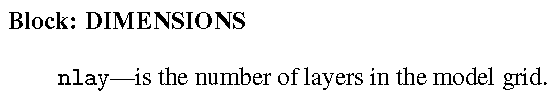 Block: DIMENSIONS
nlay—is the number of layers in the model grid.